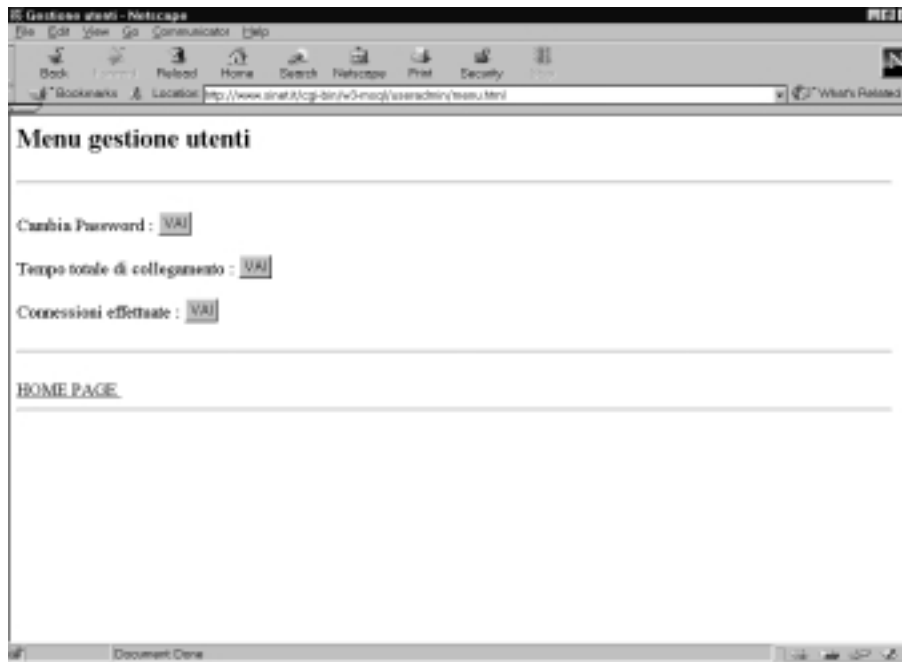 Gestione utenti - Netscape
File Edit View Go Communicator Help
Back Forward Reload Home Search Netscape Print Security Stop
Bookmarks Location: http://www.sinet.it/cgi-bin/w3-msql/useradmin/menu.html What's Related
Menu gestione utenti
Cambia Password : VAI
Tempo totale di collegamento : VAI
Connessioni effettuate : VAI
HOME PAGE
Document Done